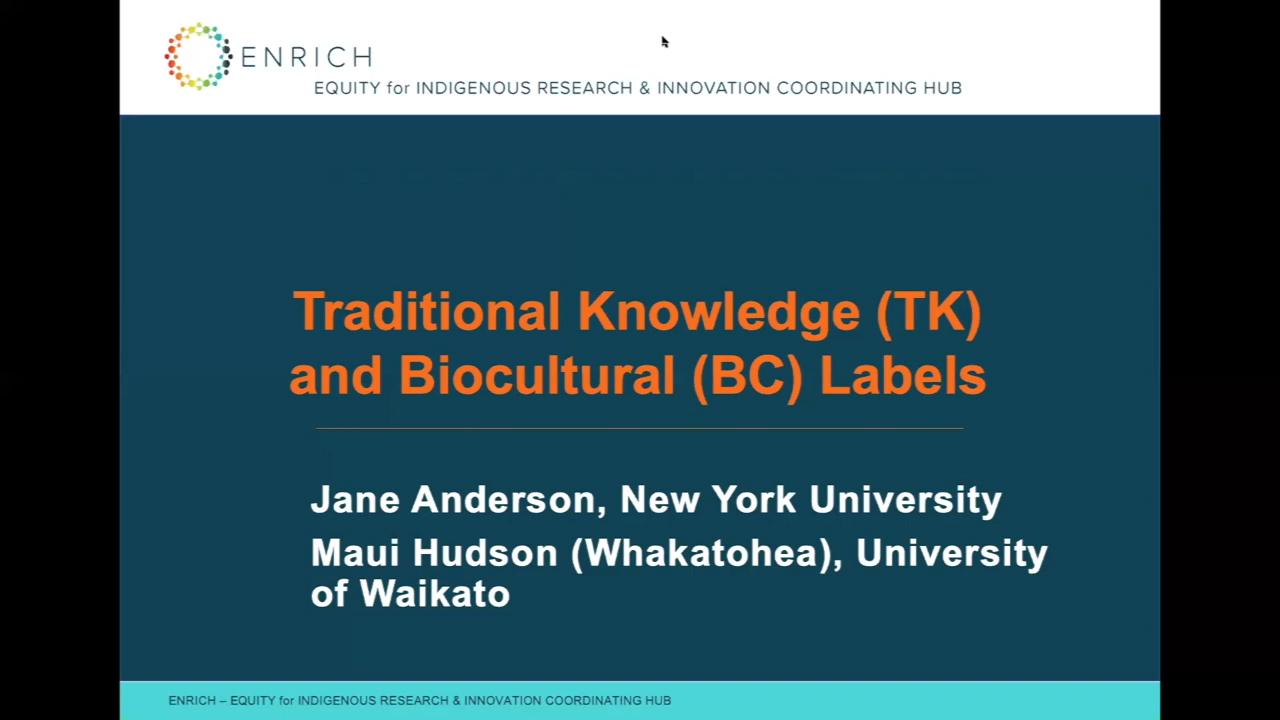 ENRICH
EQUITY for INDIGENOUS RESEARCH & INNOVATION COORDINATING HUB
Traditional Knowledge (TK)
and Biocultural (BC) Labels
Jane Anderson, New York University
Maui Hudson (Whakatohea), University
of Waikato
ENRICH – EQUITY for INDIGENOUS RESEARCH & INNOVATION COORDINATING HUB